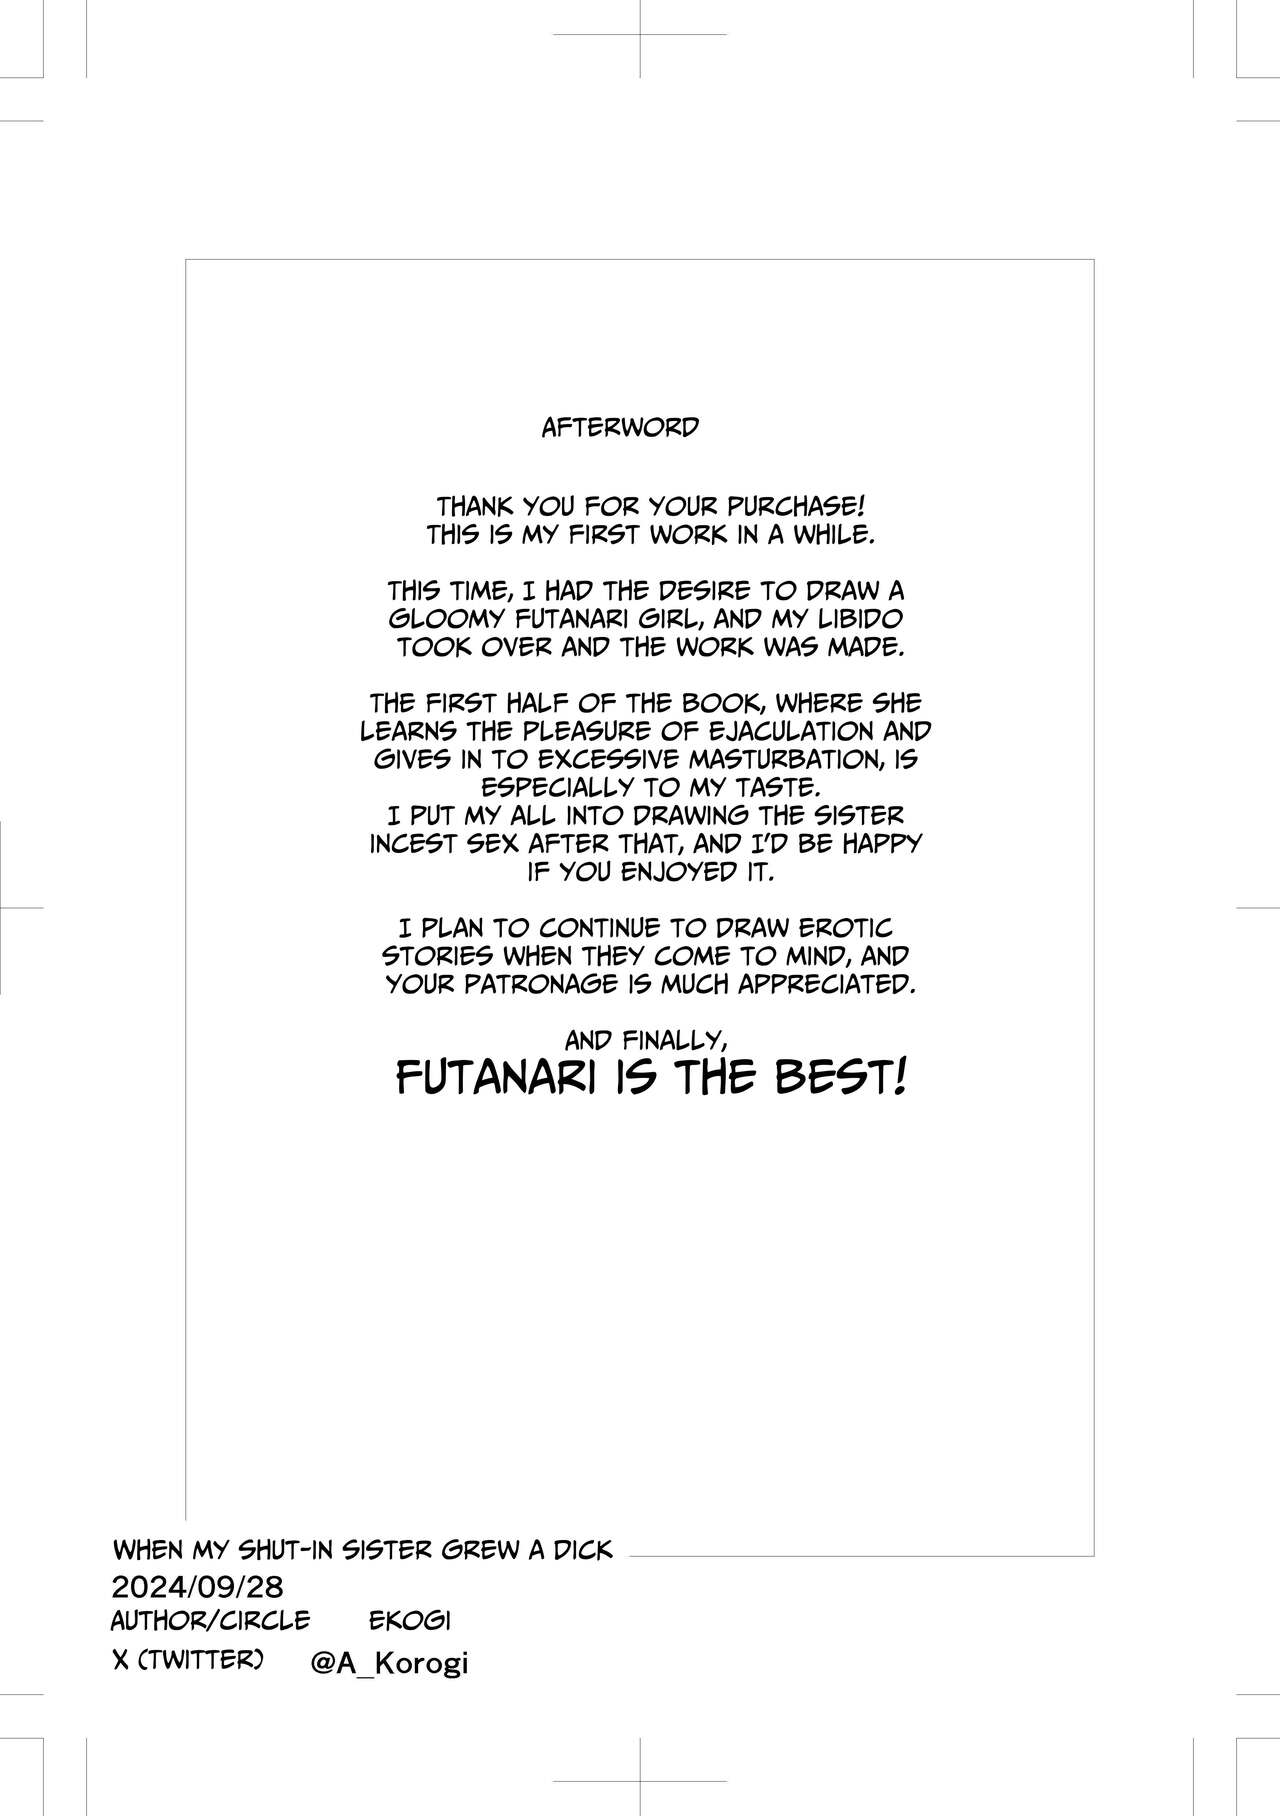 AFTERWORD
THANK YOU FOR YOUR PURCHASE!
THIS IS MY FIRST WORK IN A WHILE.
THIS TIME, I HAD THE DESIRE TO DRAW A
GLOOMY FUTANARI GIRL, AND MY LIBIDO
TOOK OVER AND THE WORK WAS MADE.
THE FIRST HALF OF THE BOOK, WHERE SHE
LEARNS THE PLEASURE OF EJACULATION AND
GIVES IN TO EXCESSIVE MASTURBATION, IS
ESPECIALLY TO MY TASTE.
I PUT MY ALL INTO DRAWING THE SISTER
INCEST SEX AFTER THAT, AND I'D BE HAPPY
IF YOU ENJOYED IT.
I PLAN TO CONTINUE TO DRAW EROTIC
STORIES WHEN THEY COME TO MIND, AND
YOUR PATRONAGE IS MUCH APPRECIATED.
AND FINALLY,
FUTANARI IS THE BEST!
WHEN MY SHUT-IN SISTER GREW A DICK
2024/09/28
AUTHOR/CIRCLE EKOGI
X (TWITTER) @A_Korogi